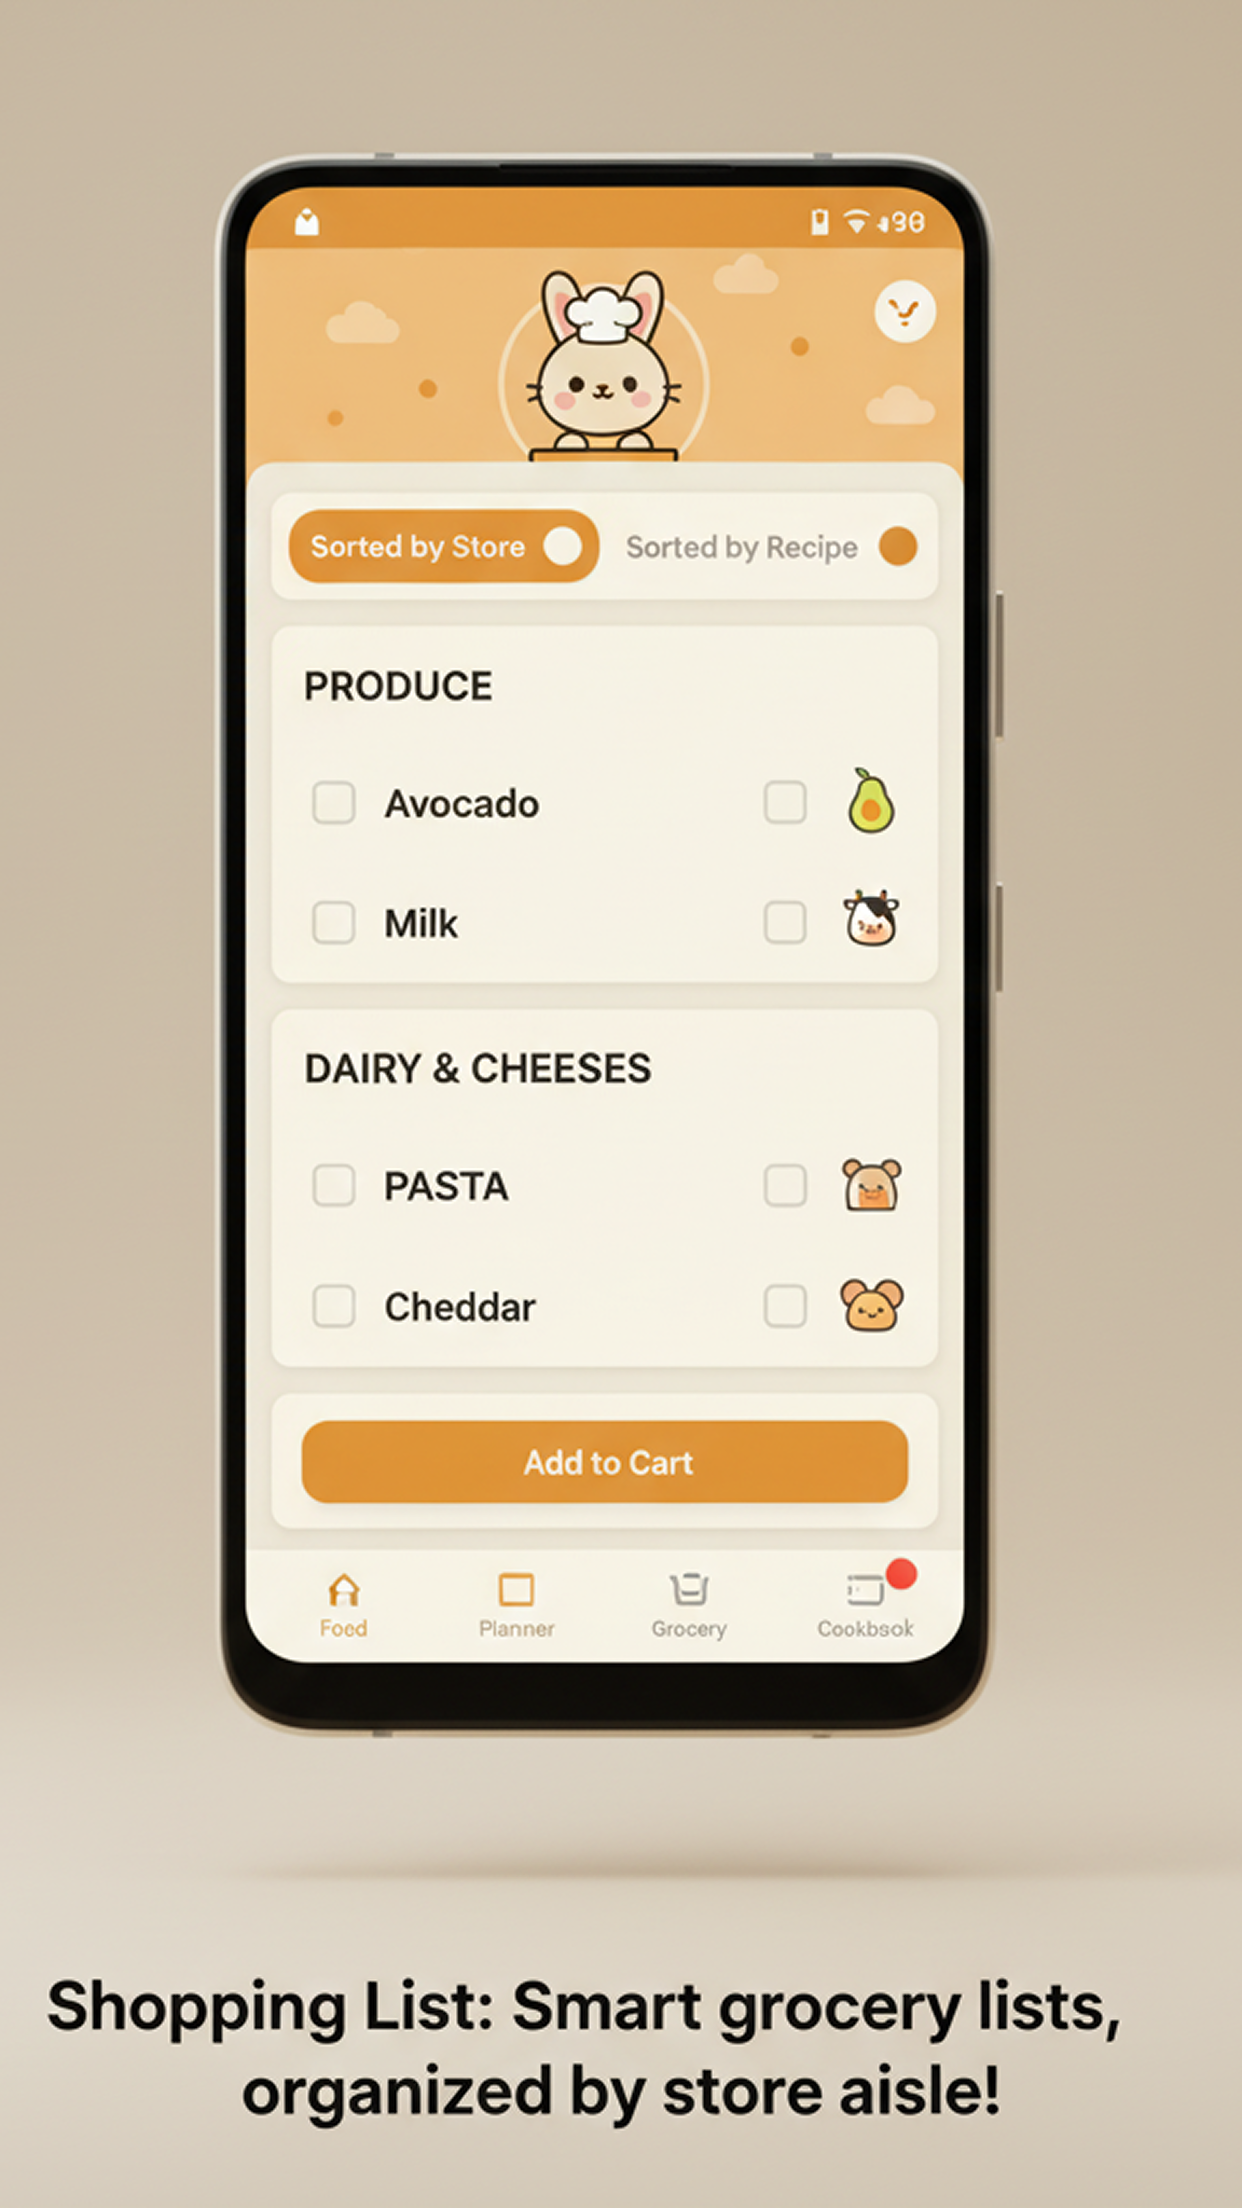 Sorted by Store
Sorted by Recipe
PRODUCE
Avocado
Milk
DAIRY & CHEESES
PASTA
Cheddar
Add to Cart
Foed
Planner
Grocery
Cookbsok
Shopping List: Smart grocery lists,
organized by store aisle!